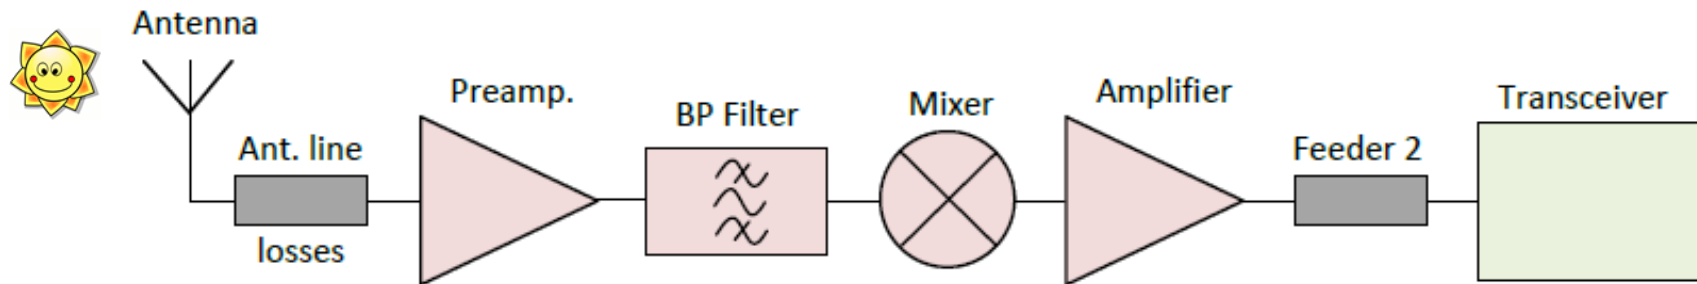 Antenna
Ant. line
losses
Preamp.
BP Filter
Mixer
Amplifier
Feeder 2
Transceiver